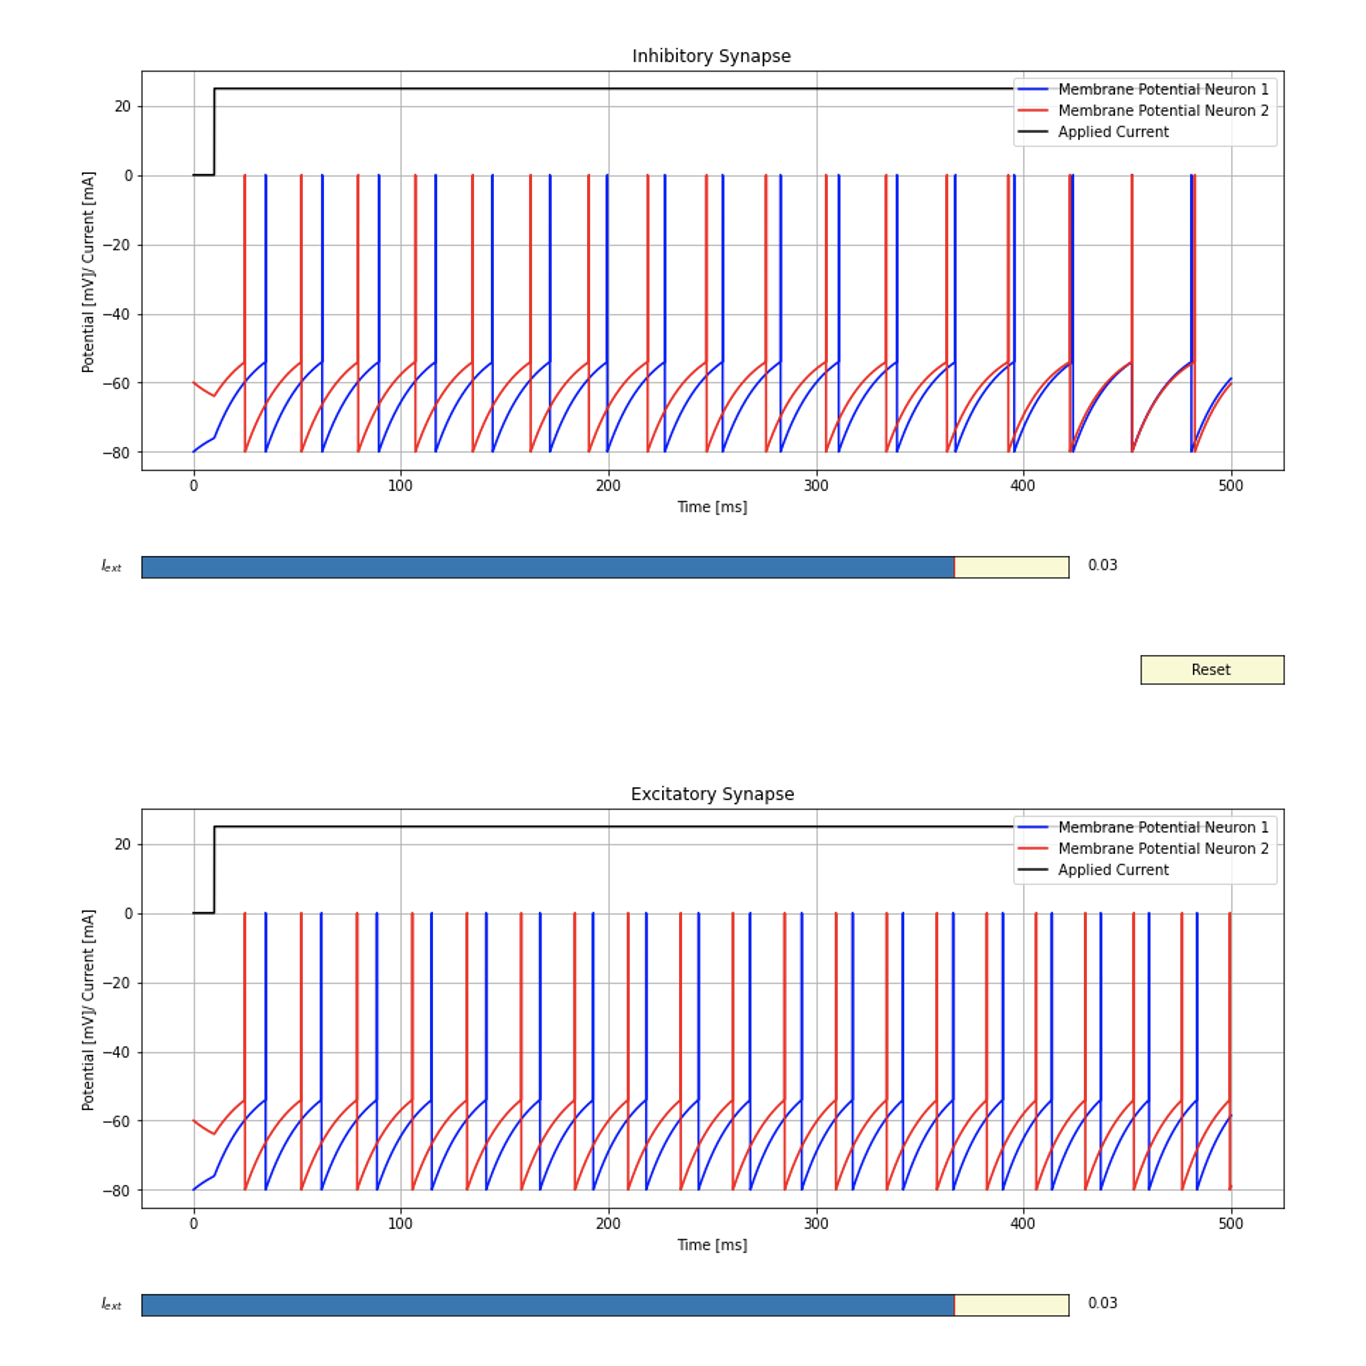 Inhibitory Synapse
Membrane Potential Neuron 1
Membrane Potential Neuron 2
Applied Current
Potential [mV]/ Current [mA]
20
0
−20
−40
−60
−80
0 100 200 300 400 500
Time [ms]
I_ext 0.03
Reset
Excitatory Synapse
Membrane Potential Neuron 1
Membrane Potential Neuron 2
Applied Current
Potential [mV]/ Current [mA]
20
0
−20
−40
−60
−80
0 100 200 300 400 500
Time [ms]
I_ext 0.03